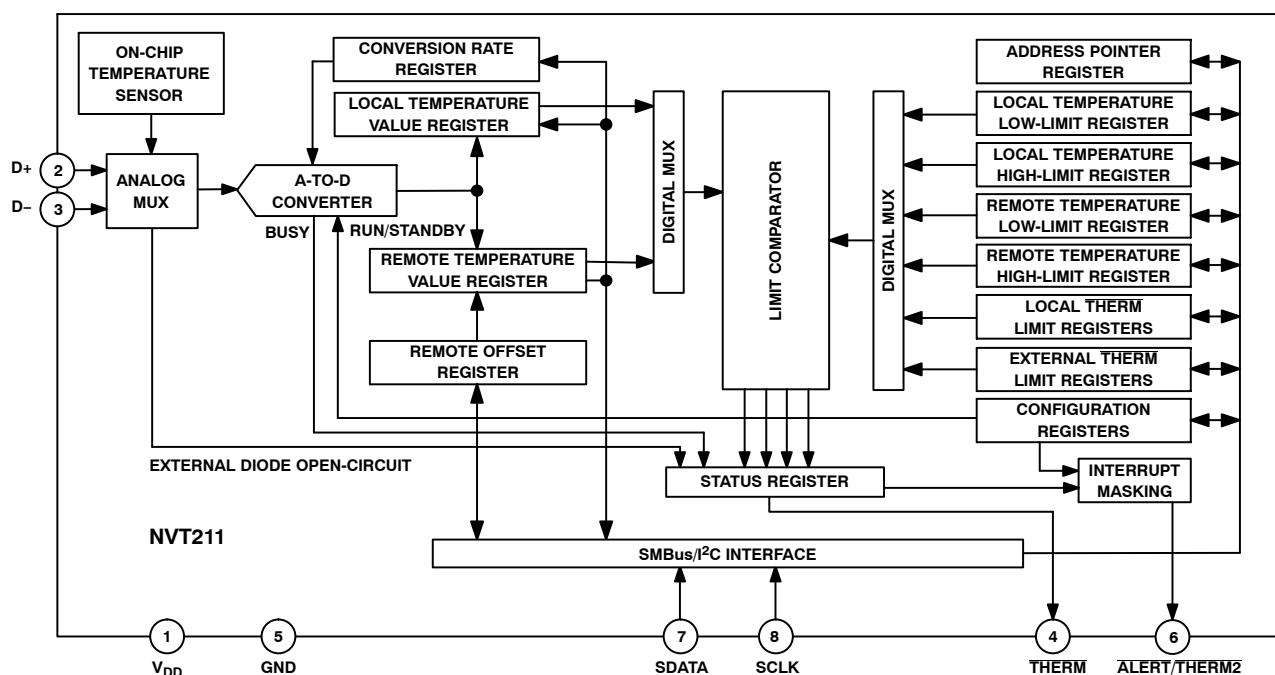 ON-CHIP
TEMPERATURE
SENSOR
CONVERSION RATE
REGISTER
LOCAL TEMPERATURE
VALUE REGISTER
D+
2
D−
3
ANALOG
MUX
A-TO-D
CONVERTER
BUSY
RUN/STANDBY
REMOTE TEMPERATURE
VALUE REGISTER
REMOTE OFFSET
REGISTER
DIGITAL MUX
LIMIT COMPARATOR
DIGITAL MUX
ADDRESS POINTER
REGISTER
LOCAL TEMPERATURE
LOW-LIMIT REGISTER
LOCAL TEMPERATURE
HIGH-LIMIT REGISTER
REMOTE TEMPERATURE
LOW-LIMIT REGISTER
REMOTE TEMPERATURE
HIGH-LIMIT REGISTER
LOCAL THERM
LIMIT REGISTERS
EXTERNAL THERM
LIMIT REGISTERS
CONFIGURATION
REGISTERS
EXTERNAL DIODE OPEN-CIRCUIT
STATUS REGISTER
INTERRUPT
MASKING
NVT211
SMBus/I²C INTERFACE
1
5
7
8
4
6
VDD
GND
SDATA
SCLK
THERM
ALERT/THERM2